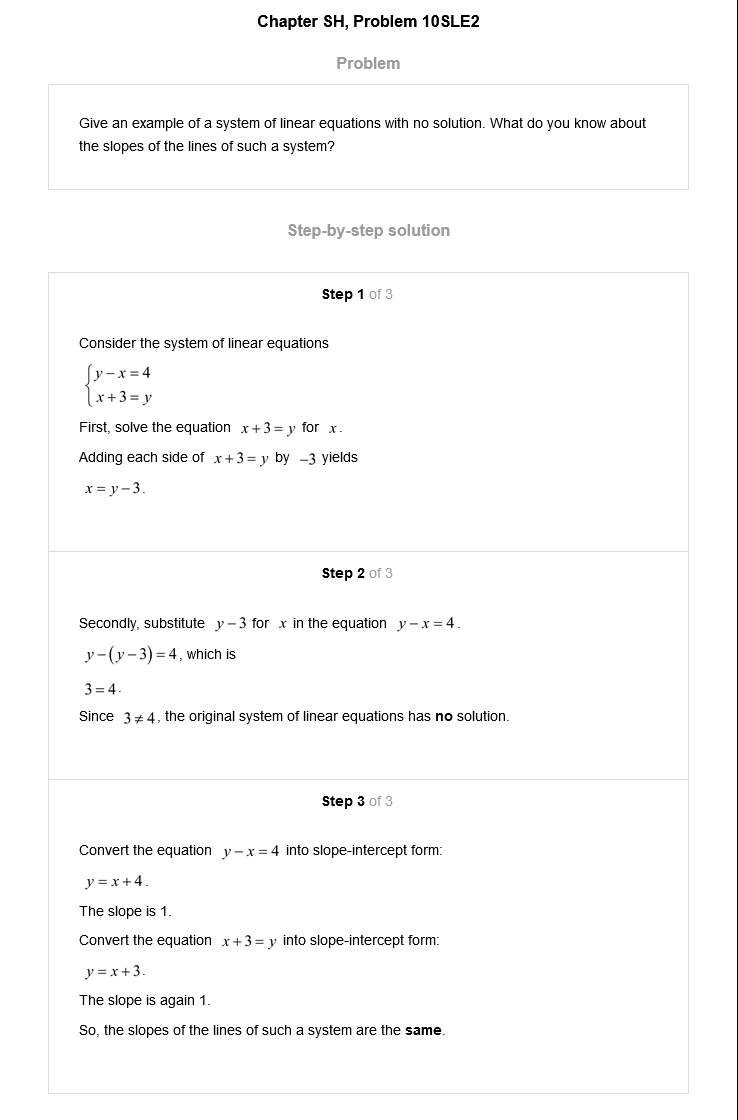 Chapter SH, Problem 10SLE2
Problem
Give an example of a system of linear equations with no solution. What do you know about
the slopes of the lines of such a system?
Step-by-step solution
Step 1 of 3
Consider the system of linear equations
{y − x = 4
x + 3 = y
First, solve the equation x + 3 = y for x.
Adding each side of x + 3 = y by −3 yields
x = y − 3.
Step 2 of 3
Secondly, substitute y − 3 for x in the equation y − x = 4.
y − (y − 3) = 4, which is
3 = 4.
Since 3 ≠ 4, the original system of linear equations has no solution.
Step 3 of 3
Convert the equation y − x = 4 into slope-intercept form:
y = x + 4.
The slope is 1.
Convert the equation x + 3 = y into slope-intercept form:
y = x + 3.
The slope is again 1.
So, the slopes of the lines of such a system are the same.